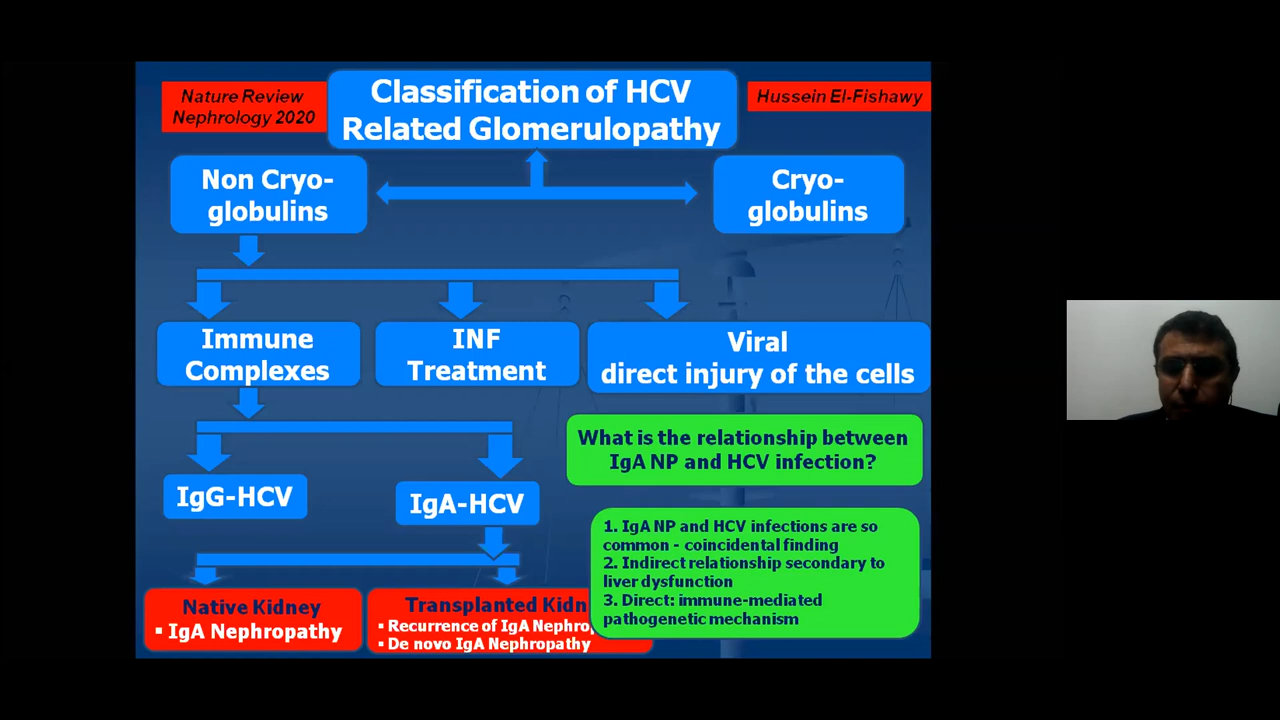 Nature Review
Nephrology 2020
Classification of HCV
Related Glomerulopathy
Hussein El-Fishawy
Non Cryo-
globulins
Cryo-
globulins
Immune
Complexes
INF
Treatment
Viral
direct injury of the cells
What is the relationship between
IgA NP and HCV infection?
IgG-HCV
IgA-HCV
1. IgA NP and HCV infections are so
common - coincidental finding
2. Indirect relationship secondary to
liver dysfunction
3. Direct: immune-mediated
pathogenetic mechanism
Native Kidney
▪ IgA Nephropathy
Transplanted Kidn
▪ Recurrence of IgA Nephrop
▪ De novo IgA Nephropathy